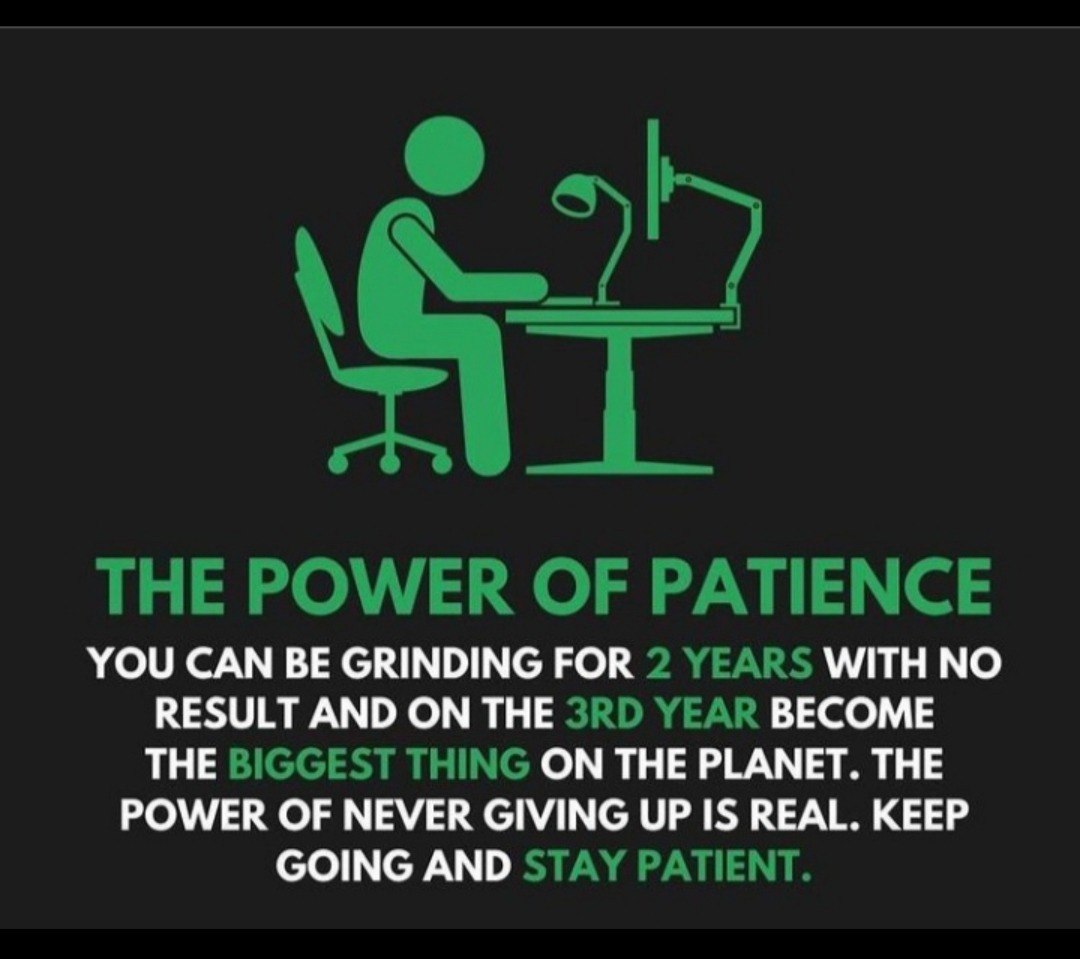 THE POWER OF PATIENCE
YOU CAN BE GRINDING FOR 2 YEARS WITH NO
RESULT AND ON THE 3RD YEAR BECOME
THE BIGGEST THING ON THE PLANET. THE
POWER OF NEVER GIVING UP IS REAL. KEEP
GOING AND STAY PATIENT.